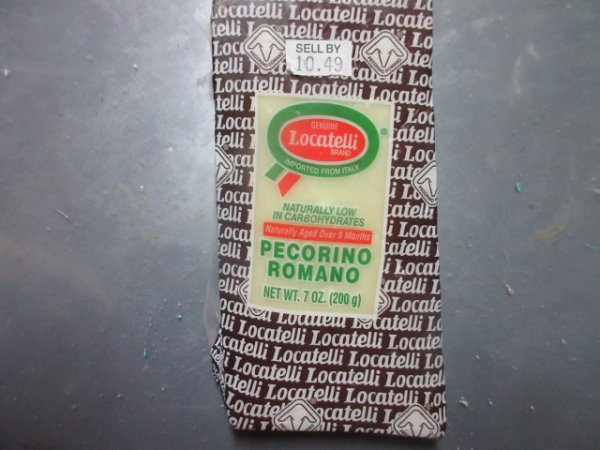 SELL BY
10.49
GENUINE
Locatelli
®
BRAND
IMPORTED FROM ITALY
NATURALLY LOW
IN CARBOHYDRATES
Naturally Aged Over 9 Months
PECORINO
ROMANO
NET WT. 7 OZ. (200 g)
Locatelli Locatelli Locatelli